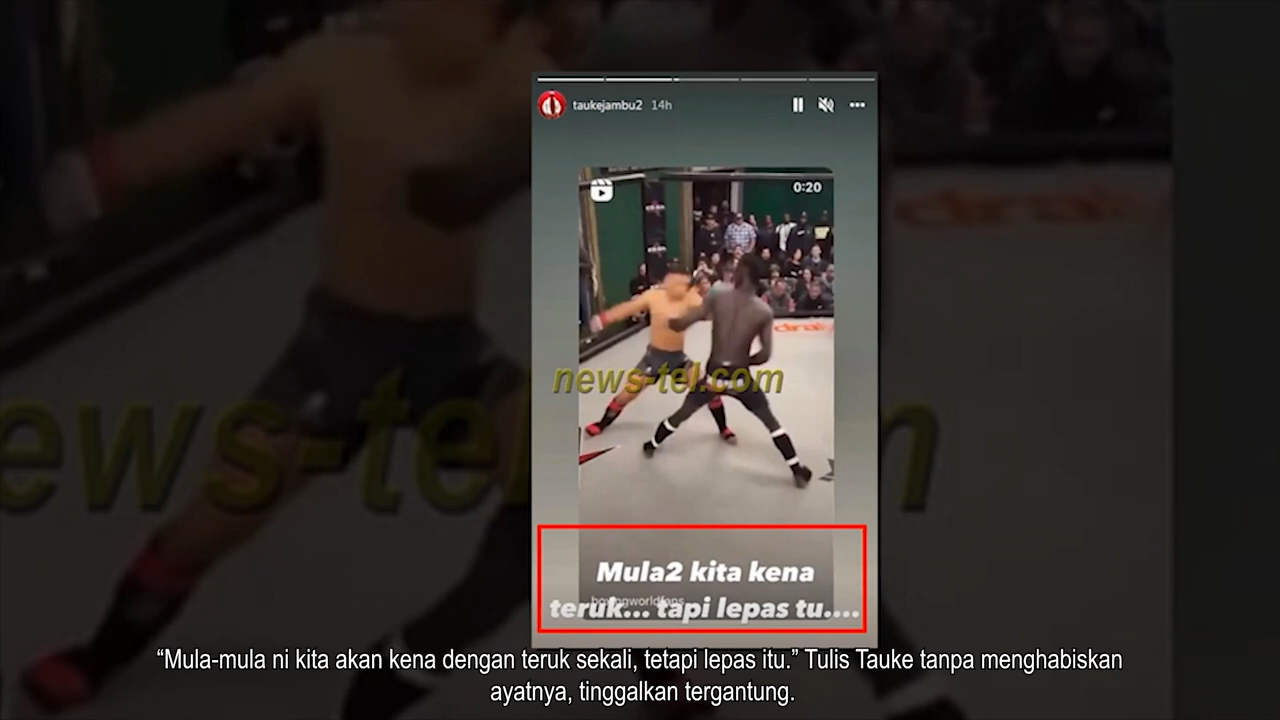 taukejambu2 14h
0:20
news-tel.com
Mula2 kita kena
boxingworldfans
teruk... tapi lepas tu....
“Mula-mula ni kita akan kena dengan teruk sekali, tetapi lepas itu.” Tulis Tauke tanpa menghabiskan
ayatnya, tinggalkan tergantung.